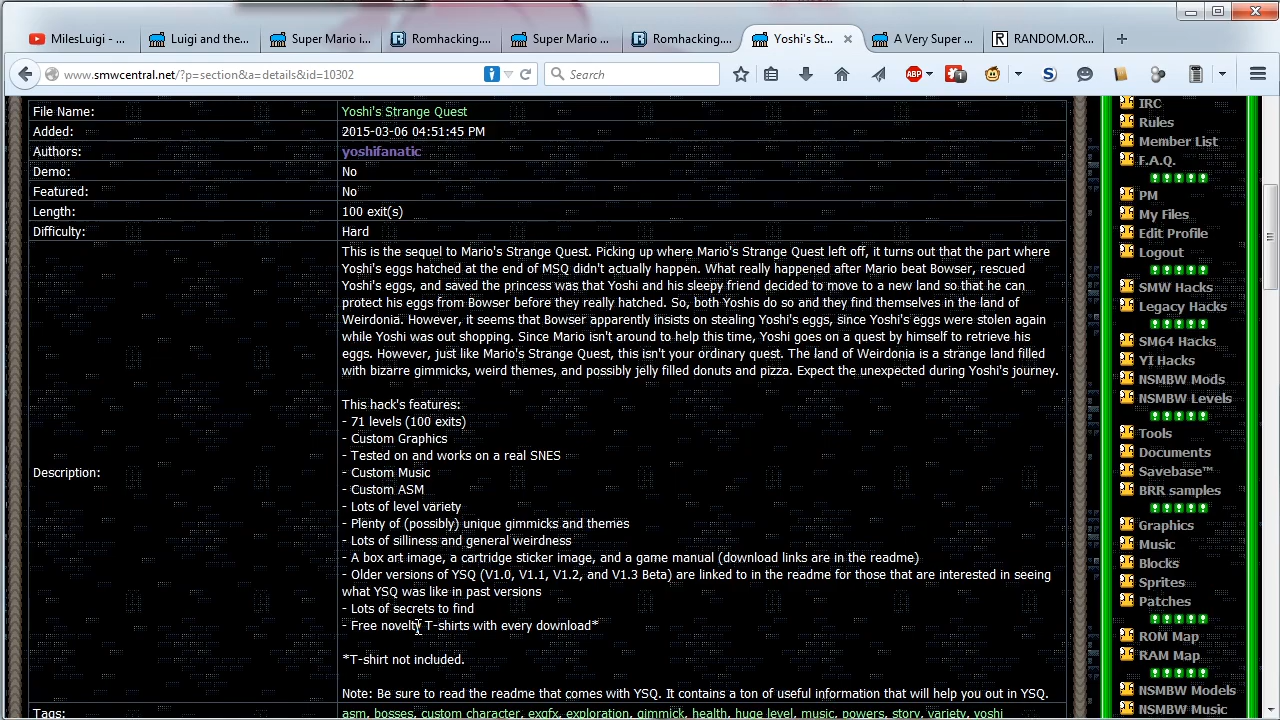 MilesLuigi - ...
Luigi and the...
Super Mario i...
Romhacking....
Super Mario ...
Romhacking....
Yoshi's St...
A Very Super ...
RANDOM.OR...
www.smwcentral.net/?p=section&a=details&id=10302
Search
ABP
1
File Name: Yoshi's Strange Quest
Added: 2015-03-06 04:51:45 PM
Authors: yoshifanatic
Demo: No
Featured: No
Length: 100 exit(s)
Difficulty: Hard
Description:
This is the sequel to Mario's Strange Quest. Picking up where Mario's Strange Quest left off, it turns out that the part where
Yoshi's eggs hatched at the end of MSQ didn't actually happen. What really happened after Mario beat Bowser, rescued
Yoshi's eggs, and saved the princess was that Yoshi and his sleepy friend decided to move to a new land so that he can
protect his eggs from Bowser before they really hatched. So, both Yoshis do so and they find themselves in the land of
Weirdonia. However, it seems that Bowser apparently insists on stealing Yoshi's eggs, since Yoshi's eggs were stolen again
while Yoshi was out shopping. Since Mario isn't around to help this time, Yoshi goes on a quest by himself to retrieve his
eggs. However, just like Mario's Strange Quest, this isn't your ordinary quest. The land of Weirdonia is a strange land filled
with bizarre gimmicks, weird themes, and possibly jelly filled donuts and pizza. Expect the unexpected during Yoshi's journey.
This hack's features:
- 71 levels (100 exits)
- Custom Graphics
- Tested on and works on a real SNES
- Custom Music
- Custom ASM
- Lots of level variety
- Plenty of (possibly) unique gimmicks and themes
- Lots of silliness and general weirdness
- A box art image, a cartridge sticker image, and a game manual (download links are in the readme)
- Older versions of YSQ (V1.0, V1.1, V1.2, and V1.3 Beta) are linked to in the readme for those that are interested in seeing
what YSQ was like in past versions
- Lots of secrets to find
- Free novelty T-shirts with every download*
*T-shirt not included.
Note: Be sure to read the readme that comes with YSQ. It contains a ton of useful information that will help you out in YSQ.
Tags: asm, bosses, custom character, exgfx, exploration, gimmick, health, huge level, music, powers, story, variety, yoshi
IRC
Rules
Member List
F.A.Q.
PM
My Files
Edit Profile
Logout
SMW Hacks
Legacy Hacks
SM64 Hacks
YI Hacks
NSMBW Mods
NSMBW Levels
Tools
Documents
Savebase™
BRR samples
Graphics
Music
Blocks
Sprites
Patches
ROM Map
RAM Map
NSMBW Models
NSMBW Music